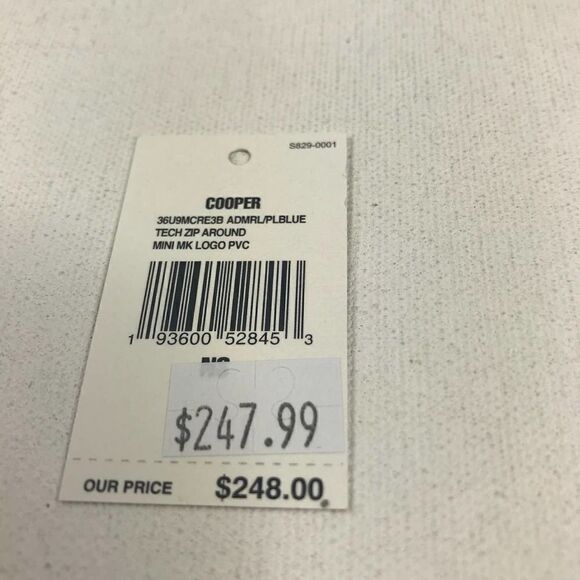 S829-0001
COOPER
36U9MCRE3B ADMRL/PLBLUE
TECH ZIP AROUND
MINI MK LOGO PVC
1 93600 52845 3
$247.99
OUR PRICE $248.00